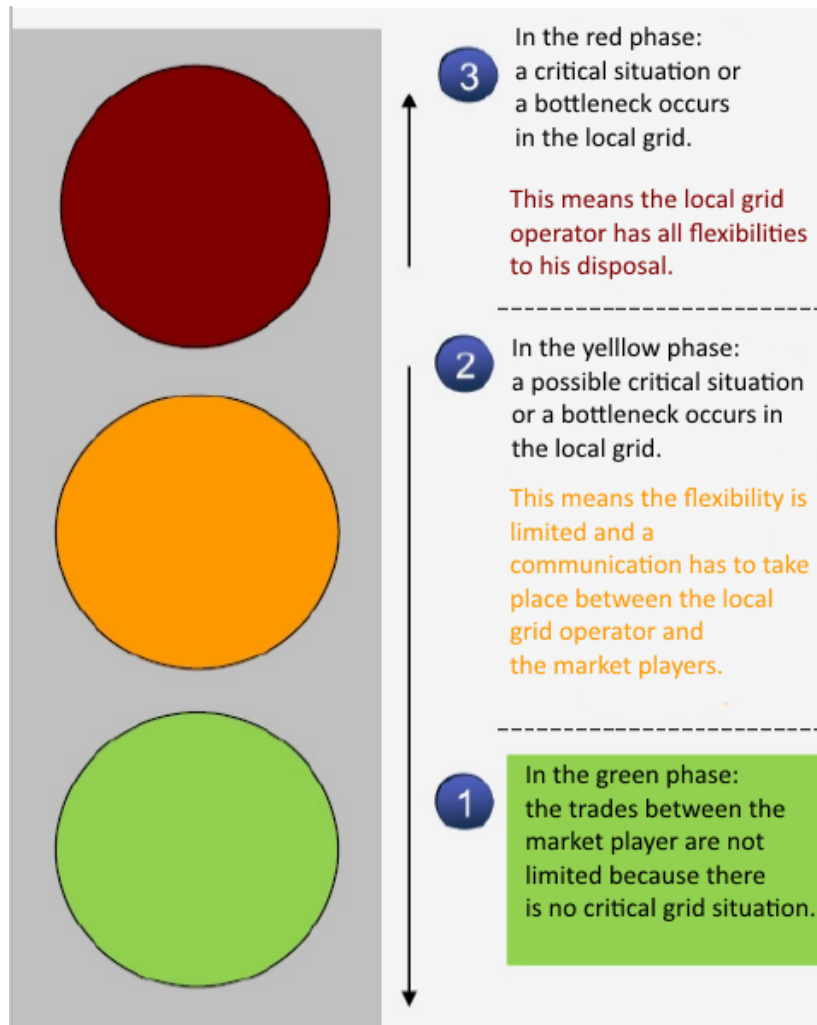 3
In the red phase:
a critical situation or
a bottleneck occurs
in the local grid.
This means the local grid
operator has all flexibilities
to his disposal.
2
In the yelllow phase:
a possible critical situation
or a bottleneck occurs in
the local grid.
This means the flexibility is
limited and a
communication has to take
place between the local
grid operator and
the market players.
1
In the green phase:
the trades between the
market player are not
limited because there
is no critical grid situation.